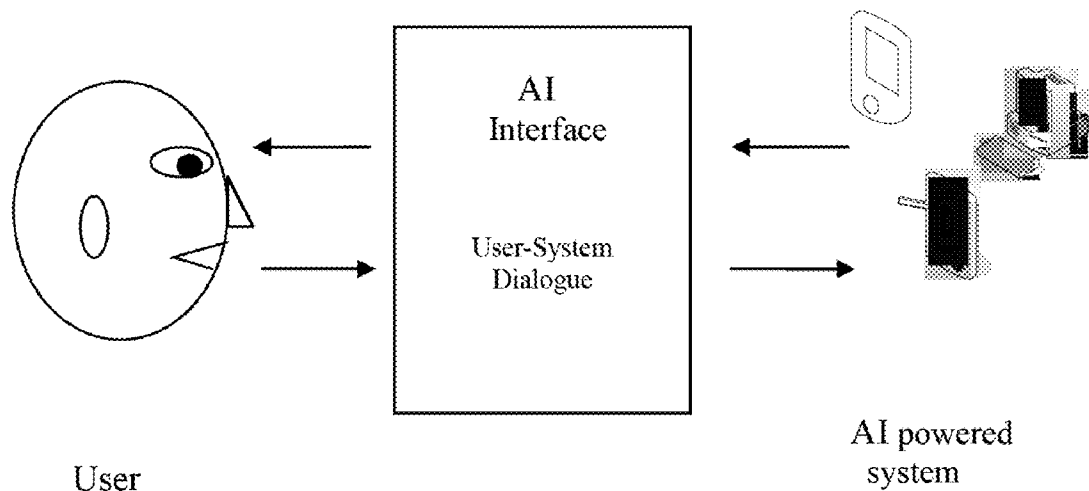 AI
Interface
User-System
Dialogue
User
AI powered
system